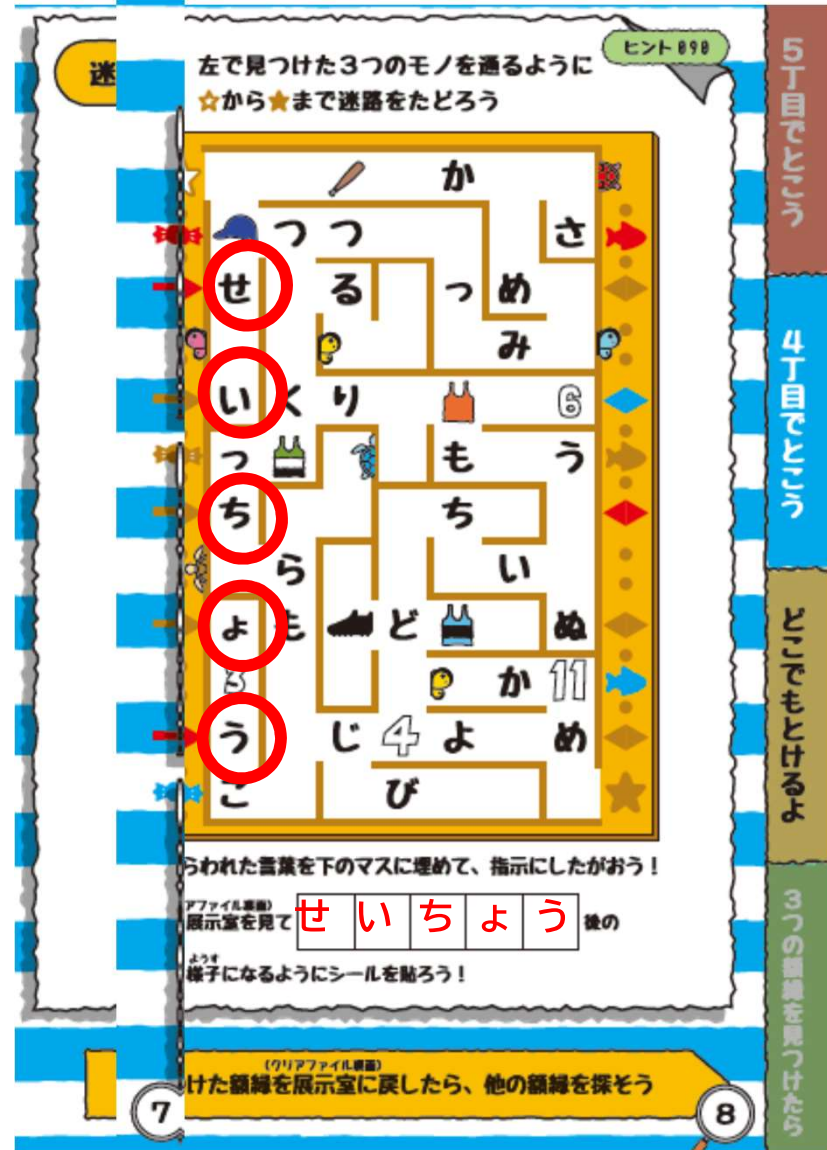 ヒント090
迷
左で見つけた3つのモノを通るように
☆から★まで迷路をたどろう
か
つ つ さ
せ る っ め
み
い く り 6
っ も う
ち ち
ら い
ょ も ど ぬ
3 か 11
う じ 4 よ め
こ び
らわれた言葉を下のマスに埋めて、指示にしたがおう!
アファイル裏面)
展示室を見て せいちょう 後の
ようす
様子になるようにシールを貼ろう!
(クリアファイル裏面)
けた額縁を展示室に戻したら、他の額縁を探そう
7
8
5丁目でとこう
4丁目でとこう
どこでもとけるよ
3つの額縁を見つけたら